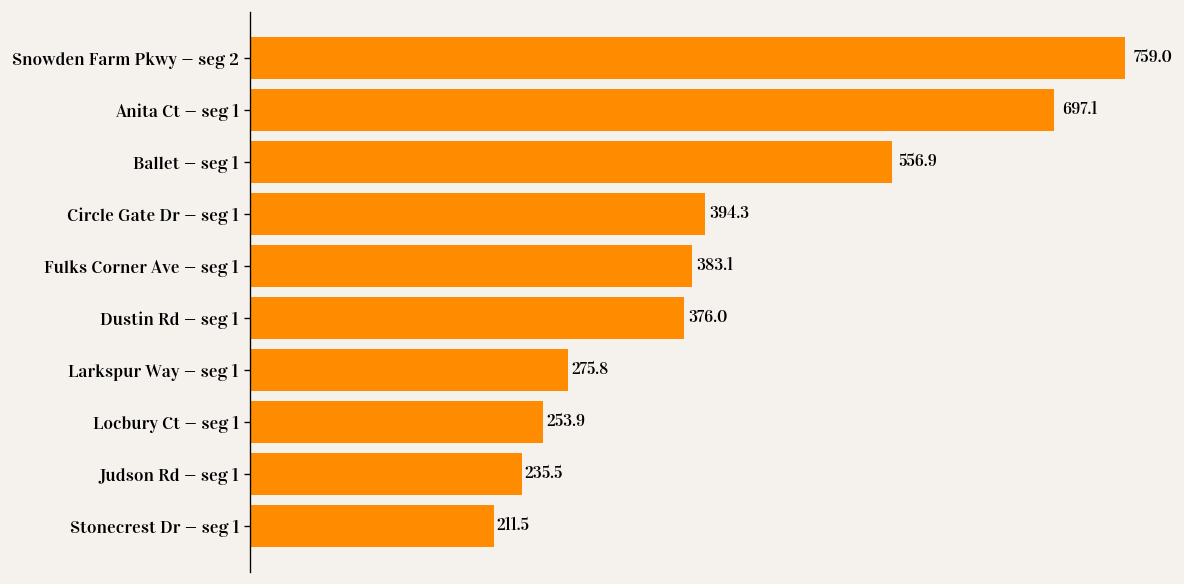 Snowden Farm Pkwy – seg 2 759.0
Anita Ct – seg 1 697.1
Ballet – seg 1 556.9
Circle Gate Dr – seg 1 394.3
Fulks Corner Ave – seg 1 383.1
Dustin Rd – seg 1 376.0
Larkspur Way – seg 1 275.8
Locbury Ct – seg 1 253.9
Judson Rd – seg 1 235.5
Stonecrest Dr – seg 1 211.5